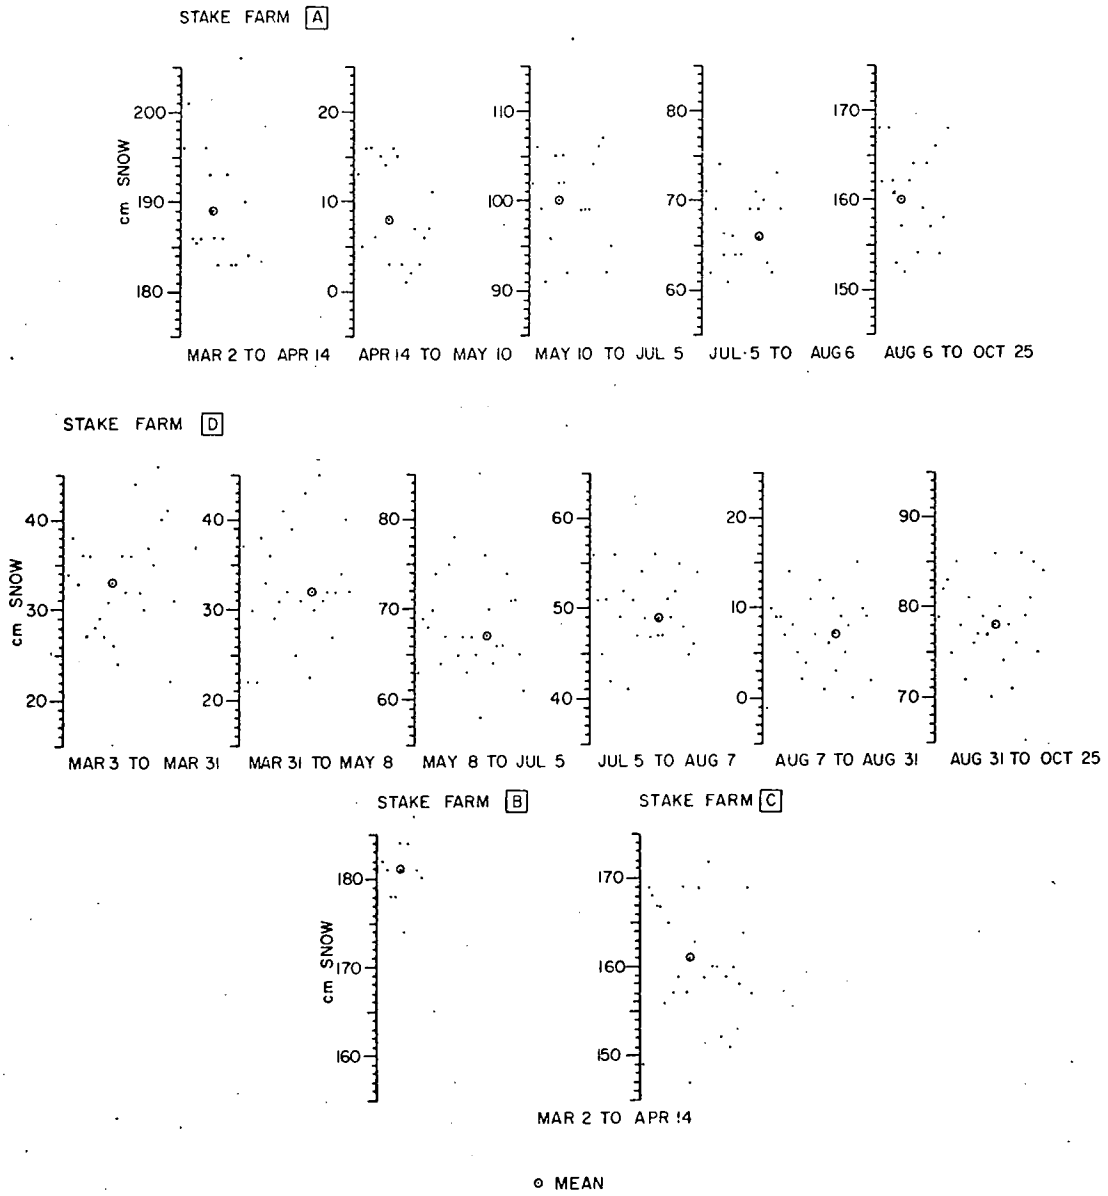 STAKE FARM A
cm SNOW
200
190
180
20
10
0
110
100
90
80
70
60
170
160
150
MAR 2 TO APR 14
APR 14 TO MAY 10
MAY 10 TO JUL 5
JUL 5 TO AUG 6
AUG 6 TO OCT 25
STAKE FARM D
cm SNOW
40
30
20
40
30
20
80
70
60
60
50
40
20
10
0
90
80
70
MAR 3 TO MAR 31
MAR 31 TO MAY 8
MAY 8 TO JUL 5
JUL 5 TO AUG 7
AUG 7 TO AUG 31
AUG 31 TO OCT 25
STAKE FARM B
STAKE FARM C
cm SNOW
180
170
160
170
160
150
MAR 2 TO APR 14
MEAN